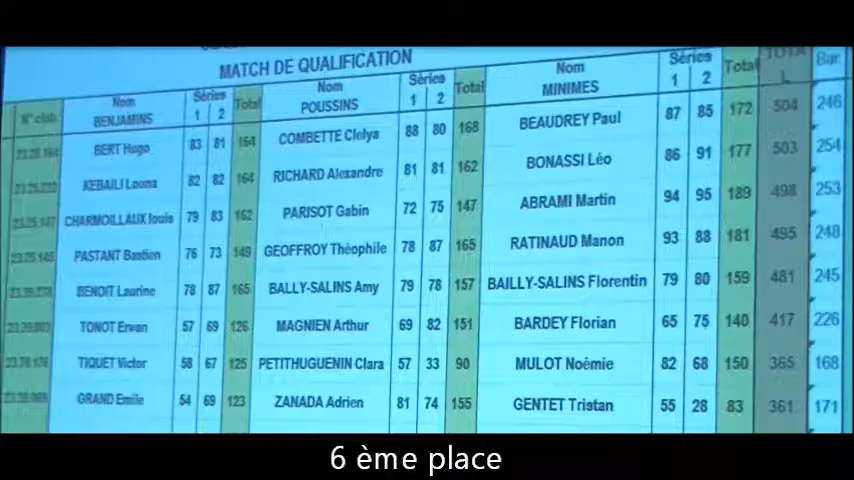 MATCH DE QUALIFICATION
N° club Nom BENJAMINS Séries 1 2 Total Nom POUSSINS Séries 1 2 Total Nom MINIMES Séries 1 2 Total TOTAL
BERT Hugo 83 81 164 COMBETTE Clelya 88 80 168 BEAUDREY Paul 87 85 172 504 246
KEBAILI Louna 82 82 164 RICHARD Alexandre 81 81 162 BONASSI Léo 86 91 177 503 254
CHARMOILLAUX louis 79 83 162 PARISOT Gabin 72 75 147 ABRAMI Martin 94 95 189 498 253
PASTANT Bastien 76 73 149 GEOFFROY Théophile 78 87 165 RATINAUD Manon 93 88 181 495 248
BENOIT Laurine 78 87 165 BALLY-SALINS Amy 79 78 157 BAILLY-SALINS Florentin 79 80 159 481 245
TONOT Erwan 57 69 126 MAGNIEN Arthur 69 82 151 BARDEY Florian 65 75 140 417 226
TIQUET Victor 58 67 125 PETITHUGUENIN Clara 57 33 90 MULOT Noémie 82 68 150 365 168
GRAND Emile 54 69 123 ZANADA Adrien 81 74 155 GENTET Tristan 55 28 83 361 171
6 ème place